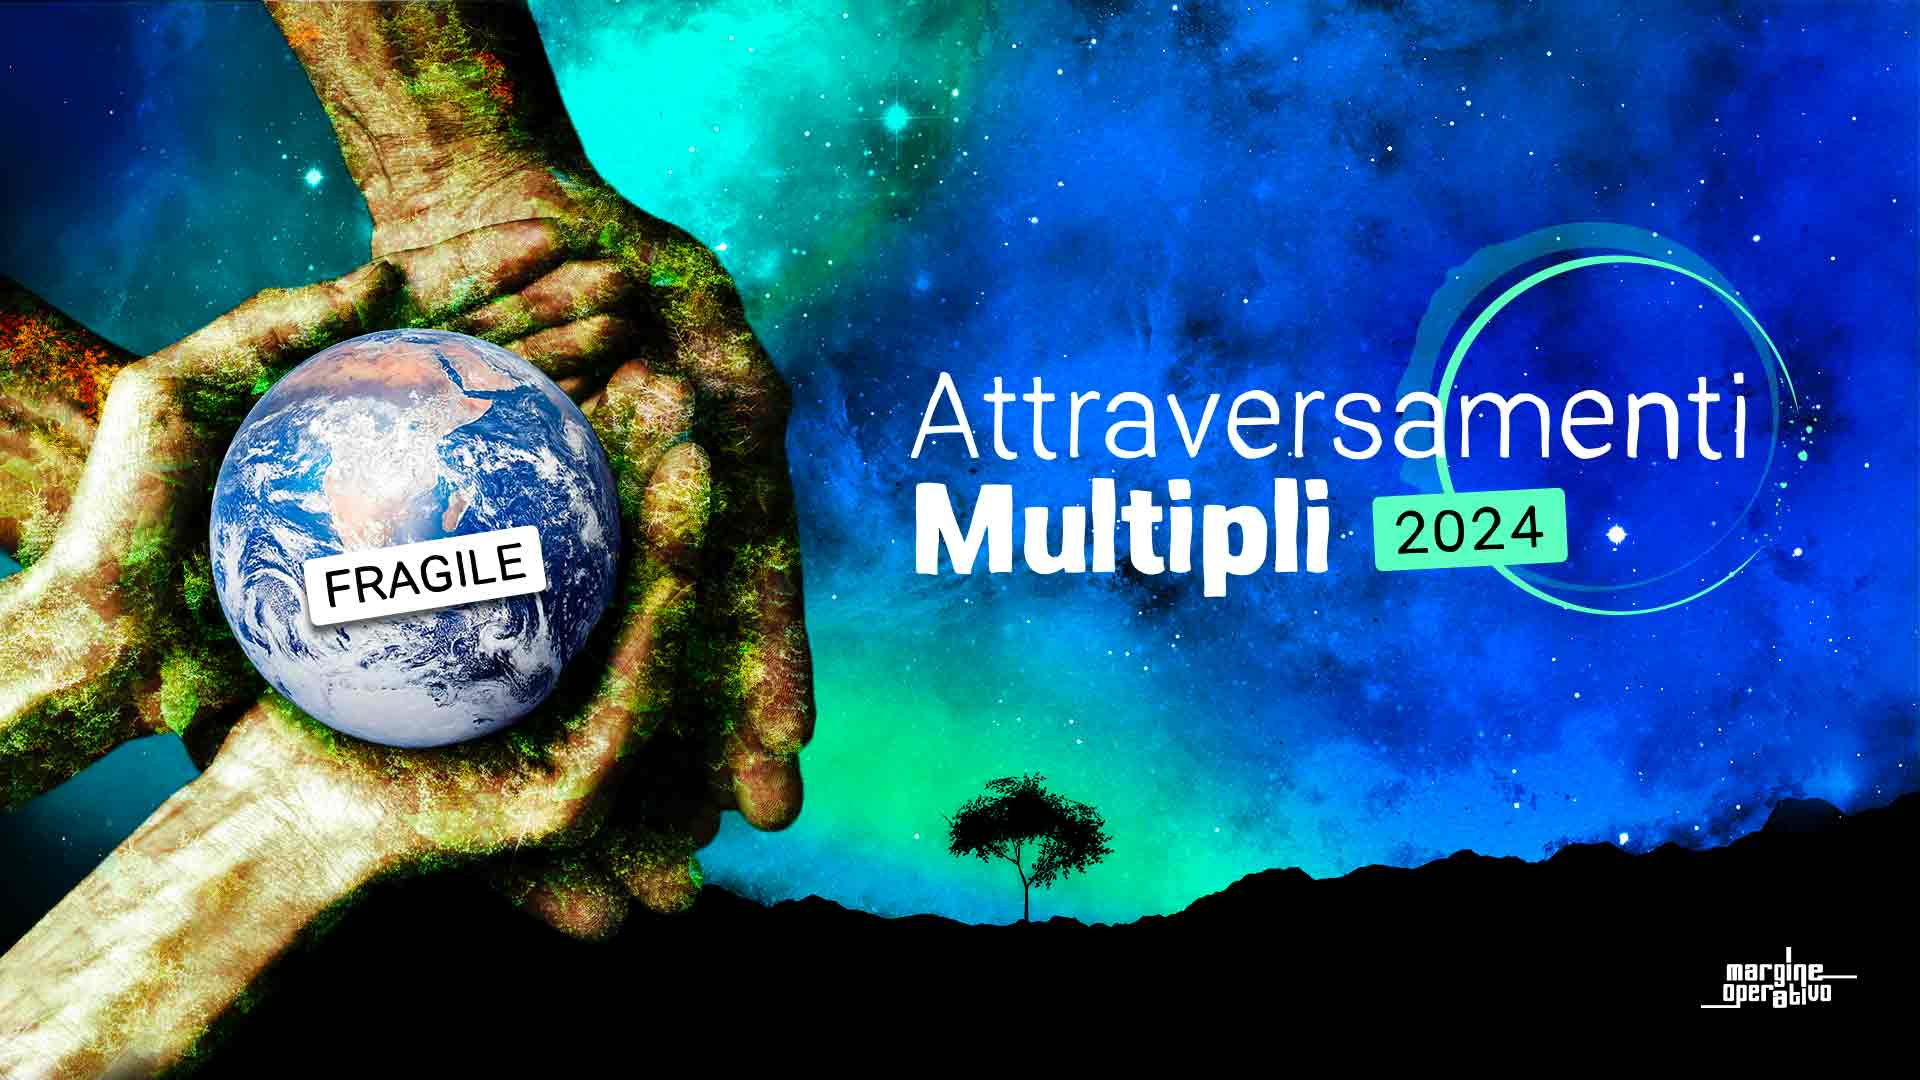 FRAGILE
Attraversamenti
Multipli 2024
margine
operativo